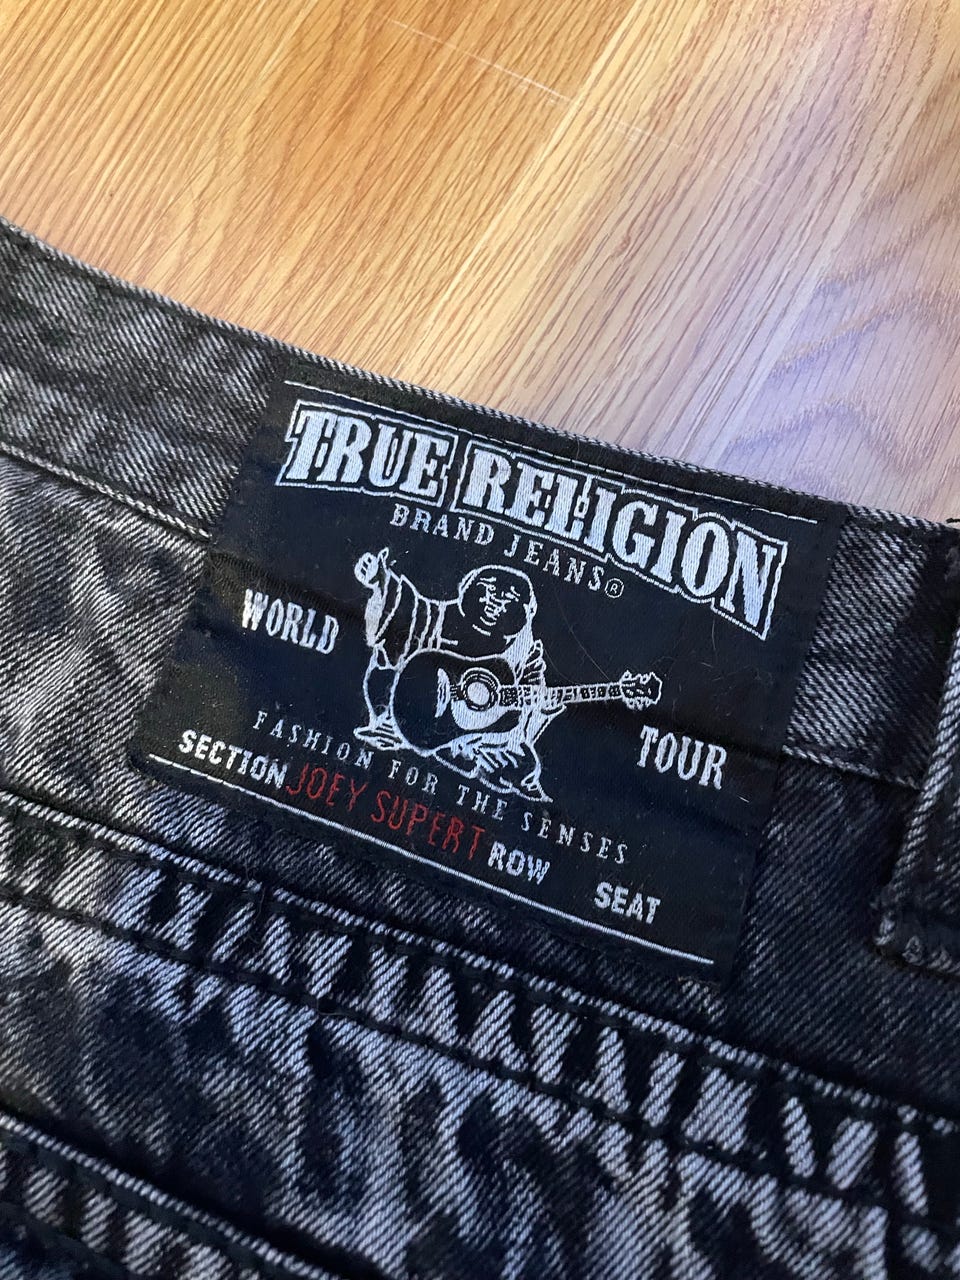 TRUE RELIGION
BRAND JEANS®
WORLD TOUR
FASHION FOR THE SENSES
SECTION JOEY SUPERT ROW SEAT